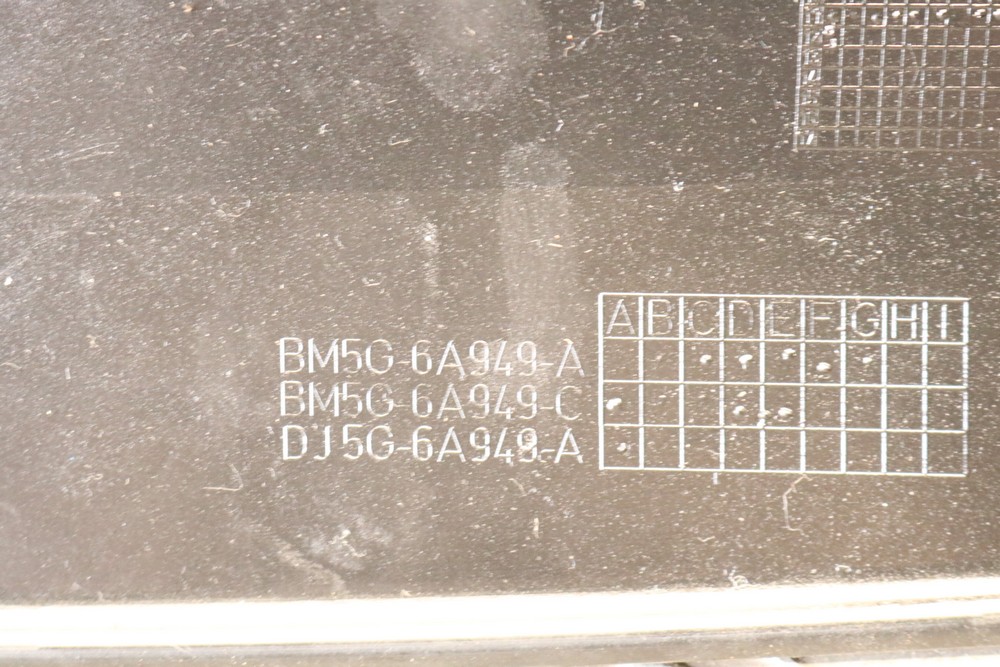 A B C D E F G H I
BM5G-6A949-A
BM5G-6A949-C
DJ5G-6A949-A